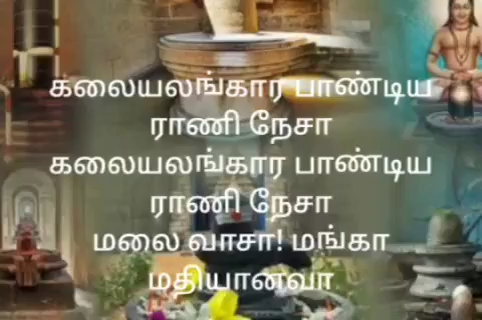 கலையலங்கார பாண்டிய
ராணி நேசா
கலையலங்கார பாண்டிய
ராணி நேசா
மலை வாசா! மங்கா
மதியானவா